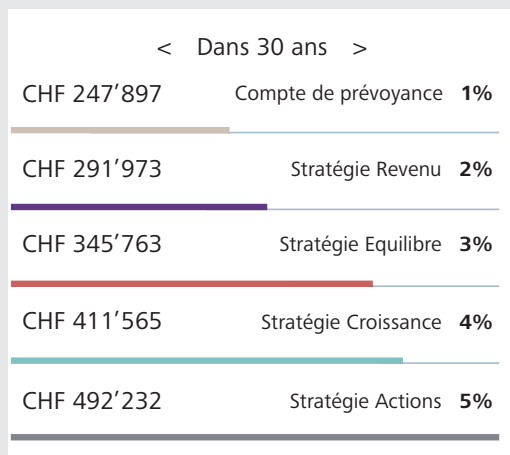 < Dans 30 ans >
CHF 247’897 Compte de prévoyance 1%
CHF 291’973 Stratégie Revenu 2%
CHF 345’763 Stratégie Equilibre 3%
CHF 411’565 Stratégie Croissance 4%
CHF 492’232 Stratégie Actions 5%